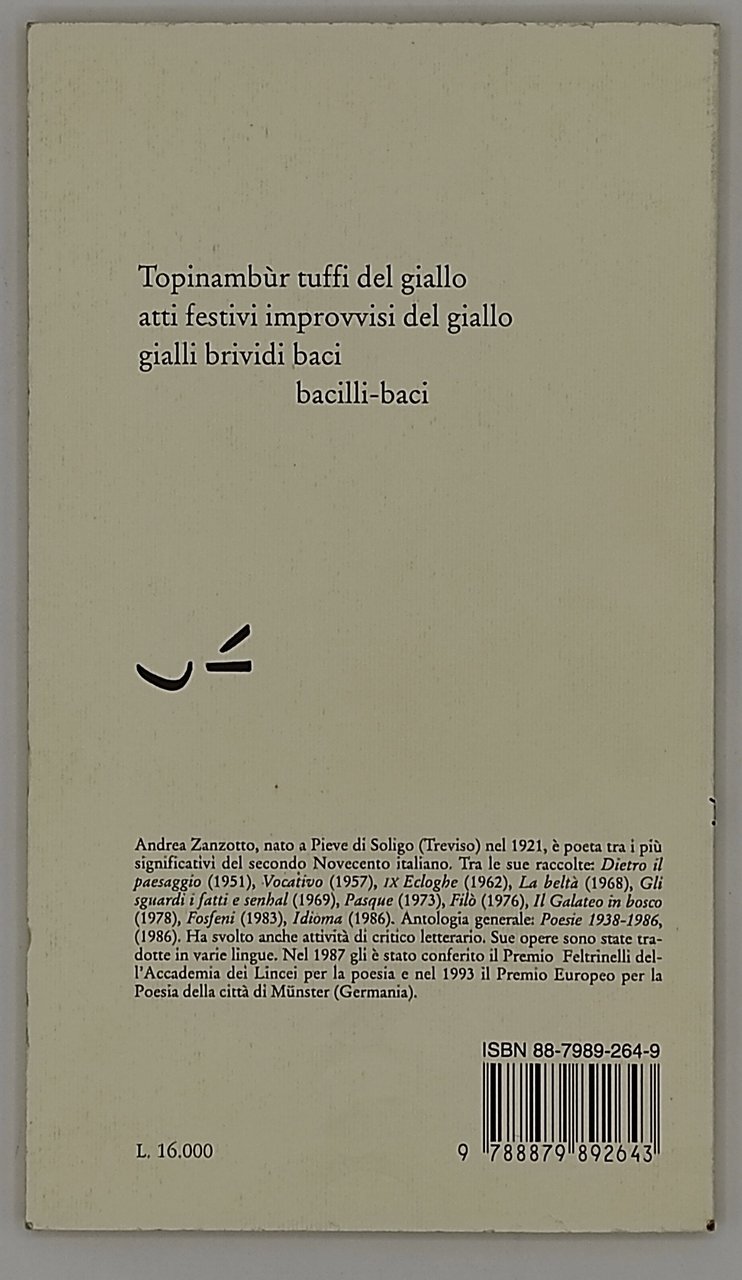 Topinambùr tuffi del giallo
atti festivi improvvisi del giallo
gialli brividi baci
bacilli-baci
Andrea Zanzotto, nato a Pieve di Soligo (Treviso) nel 1921, è poeta tra i più
significativi del secondo Novecento italiano. Tra le sue raccolte: Dietro il
paesaggio (1951), Vocativo (1957), IX Ecloghe (1962), La beltà (1968), Gli
sguardi i fatti e senhal (1969), Pasque (1973), Filò (1976), Il Galateo in bosco
(1978), Fosfeni (1983), Idioma (1986). Antologia generale: Poesie 1938-1986,
(1986). Ha svolto anche attività di critico letterario. Sue opere sono state tra-
dotte in varie lingue. Nel 1987 gli è stato conferito il Premio Feltrinelli del-
l'Accademia dei Lincei per la poesia e nel 1993 il Premio Europeo per la
Poesia della città di Münster (Germania).
ISBN 88-7989-264-9
L. 16.000
9 788879 892643